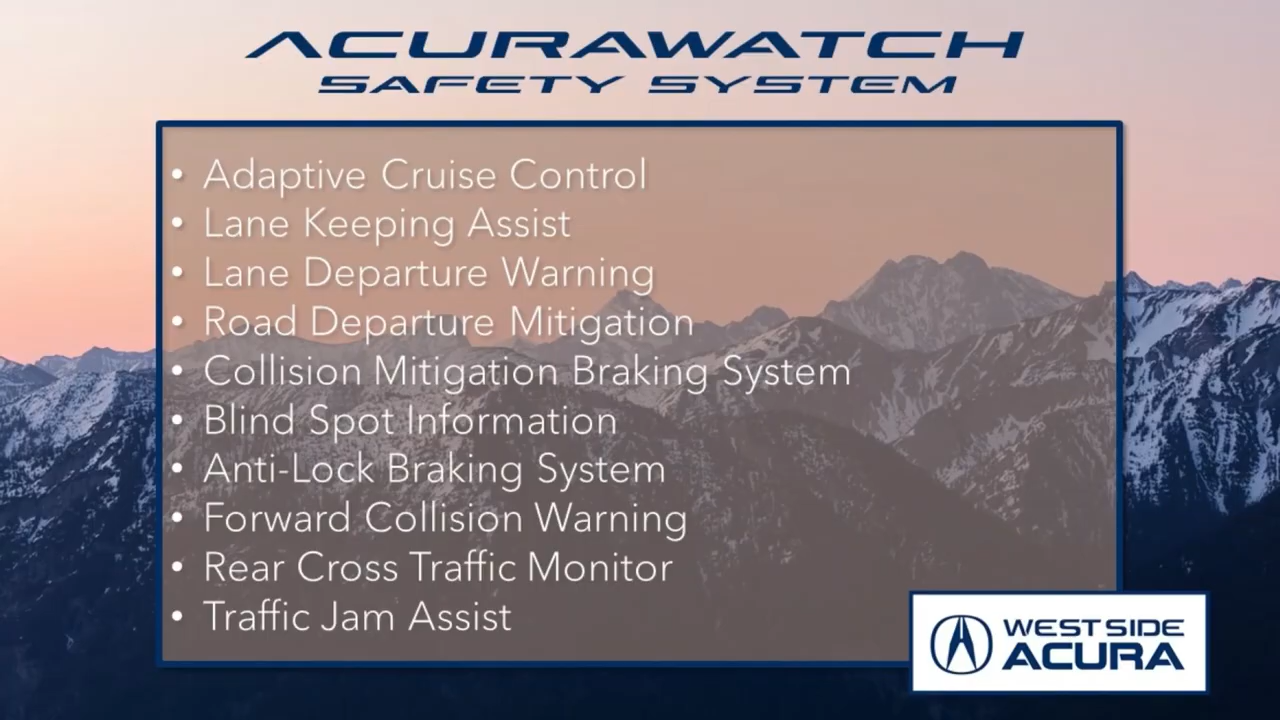 ACURAWATCH
SAFETY SYSTEM
• Adaptive Cruise Control
• Lane Keeping Assist
• Lane Departure Warning
• Road Departure Mitigation
• Collision Mitigation Braking System
• Blind Spot Information
• Anti-Lock Braking System
• Forward Collision Warning
• Rear Cross Traffic Monitor
• Traffic Jam Assist
WEST SIDE
ACURA